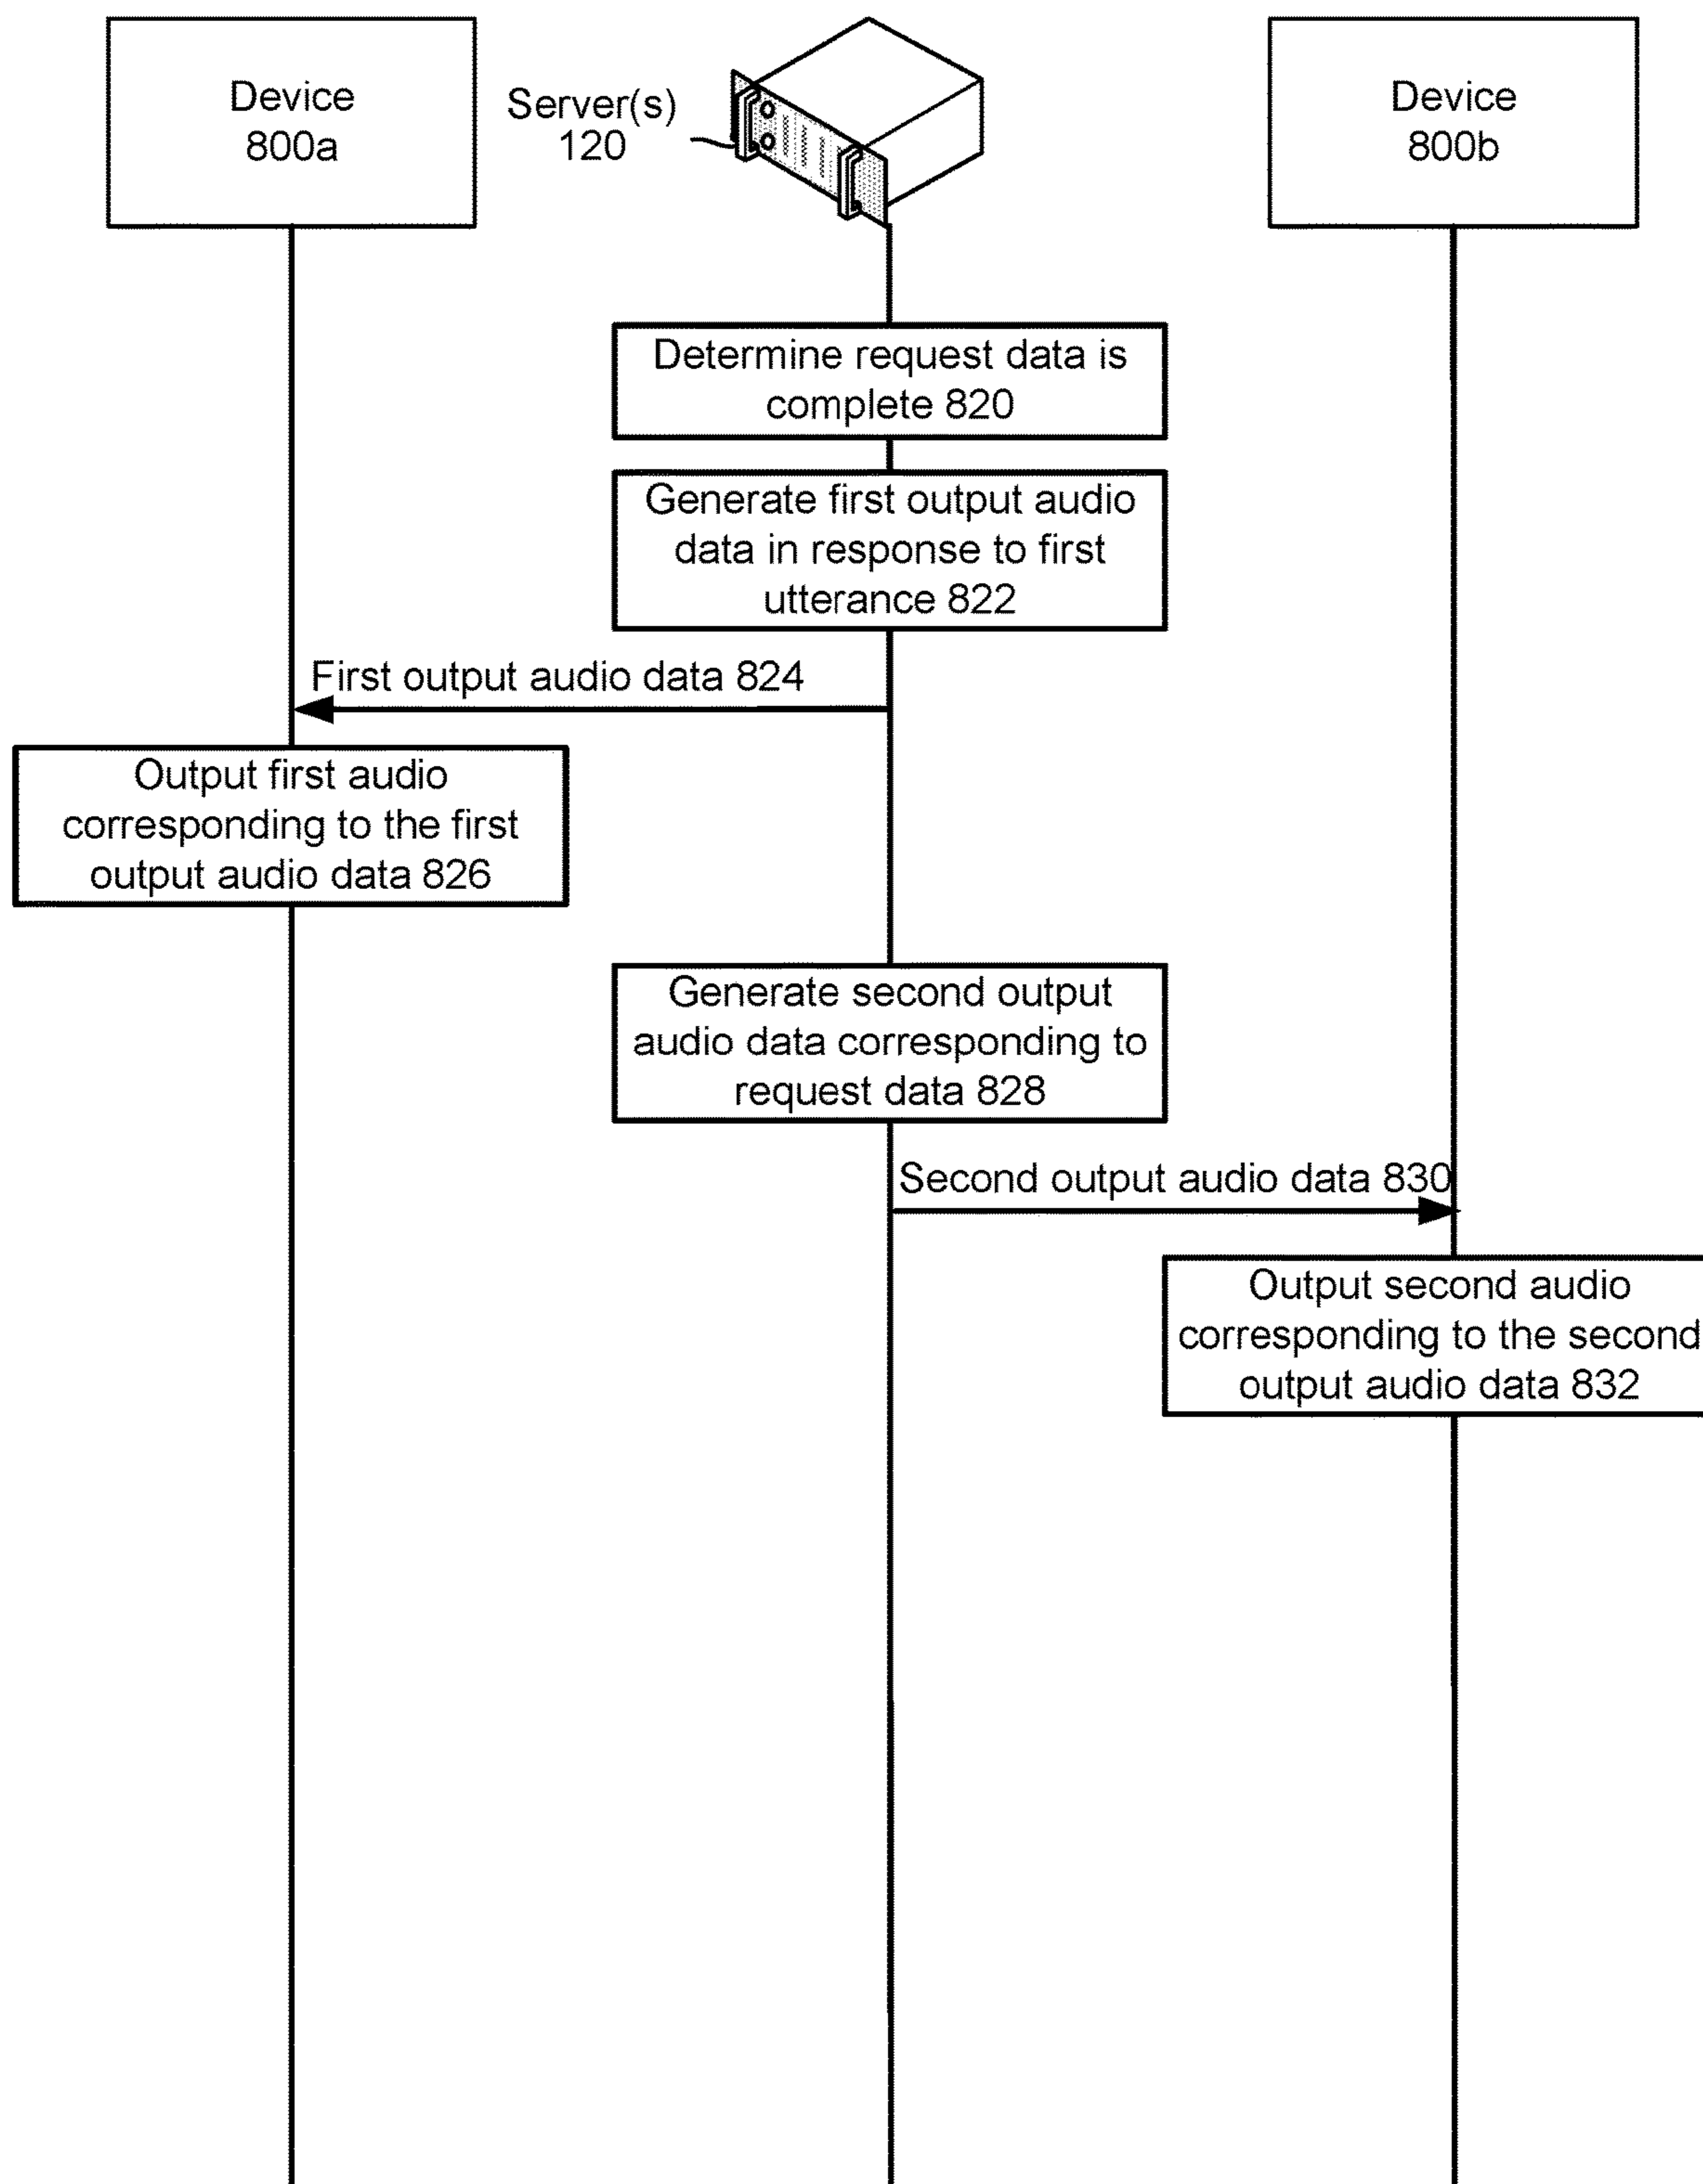 Device
800a
Server(s)
120
Device
800b
Determine request data is
complete 820
Generate first output audio
data in response to first
utterance 822
First output audio data 824
Output first audio
corresponding to the first
output audio data 826
Generate second output
audio data corresponding to
request data 828
Second output audio data 830
Output second audio
corresponding to the second
output audio data 832